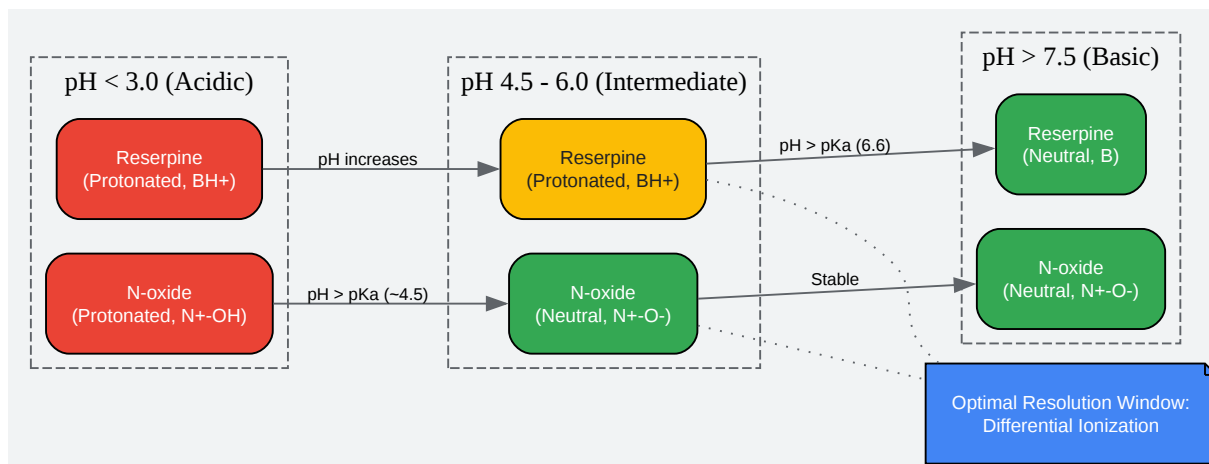 pH < 3.0 (Acidic)
Reserpine
(Protonated, BH+)
N-oxide
(Protonated, N+-OH)
pH increases
pH > pKa (~4.5)
pH 4.5 - 6.0 (Intermediate)
Reserpine
(Protonated, BH+)
N-oxide
(Neutral, N+-O-)
pH > pKa (6.6)
Stable
pH > 7.5 (Basic)
Reserpine
(Neutral, B)
N-oxide
(Neutral, N+-O-)
Optimal Resolution Window:
Differential Ionization